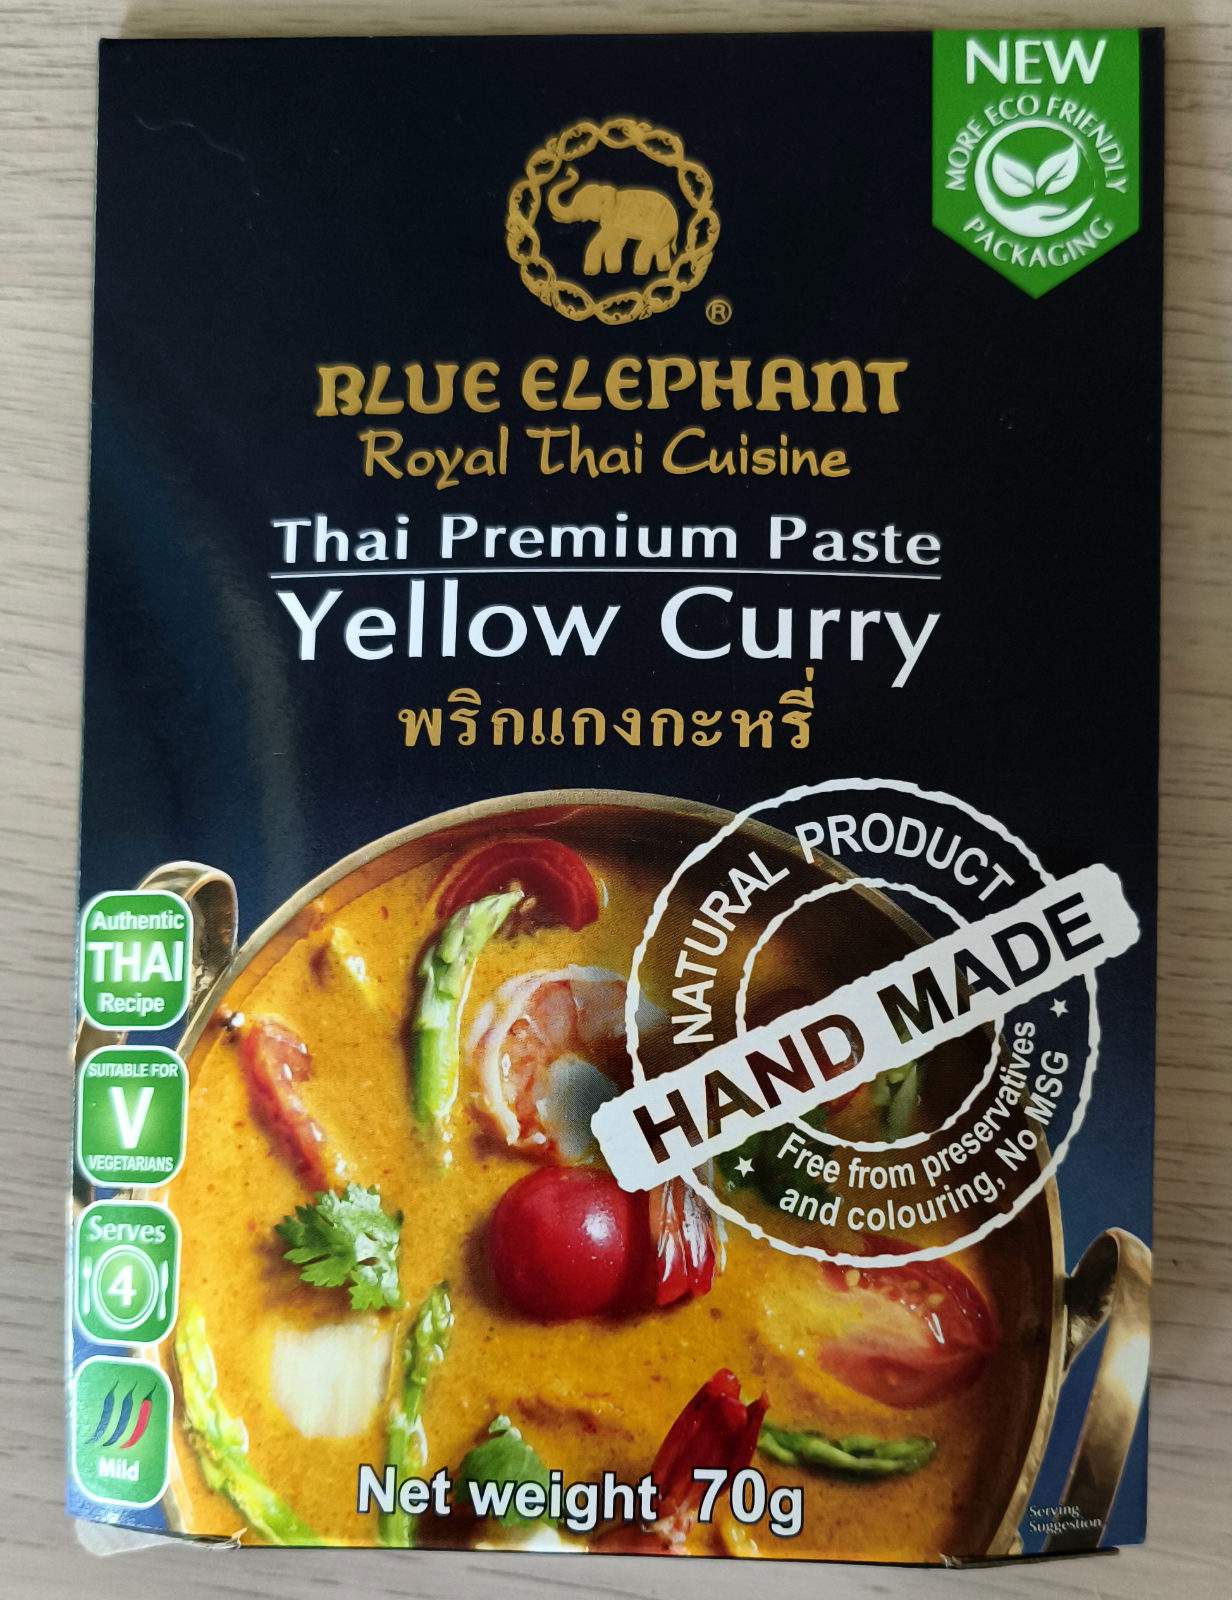 NEW
MORE ECO FRIENDLY
PACKAGING
®
BLUE ELEPHANT
Royal Thai Cuisine
Thai Premium Paste
Yellow Curry
พริกแกงกะหรี่
NATURAL PRODUCT
HAND MADE
Free from preservatives
and colouring, No MSG
Authentic
THAI
Recipe
SUITABLE FOR
V
VEGETARIANS
Serves
4
Mild
Net weight 70g
Serving
Suggestion